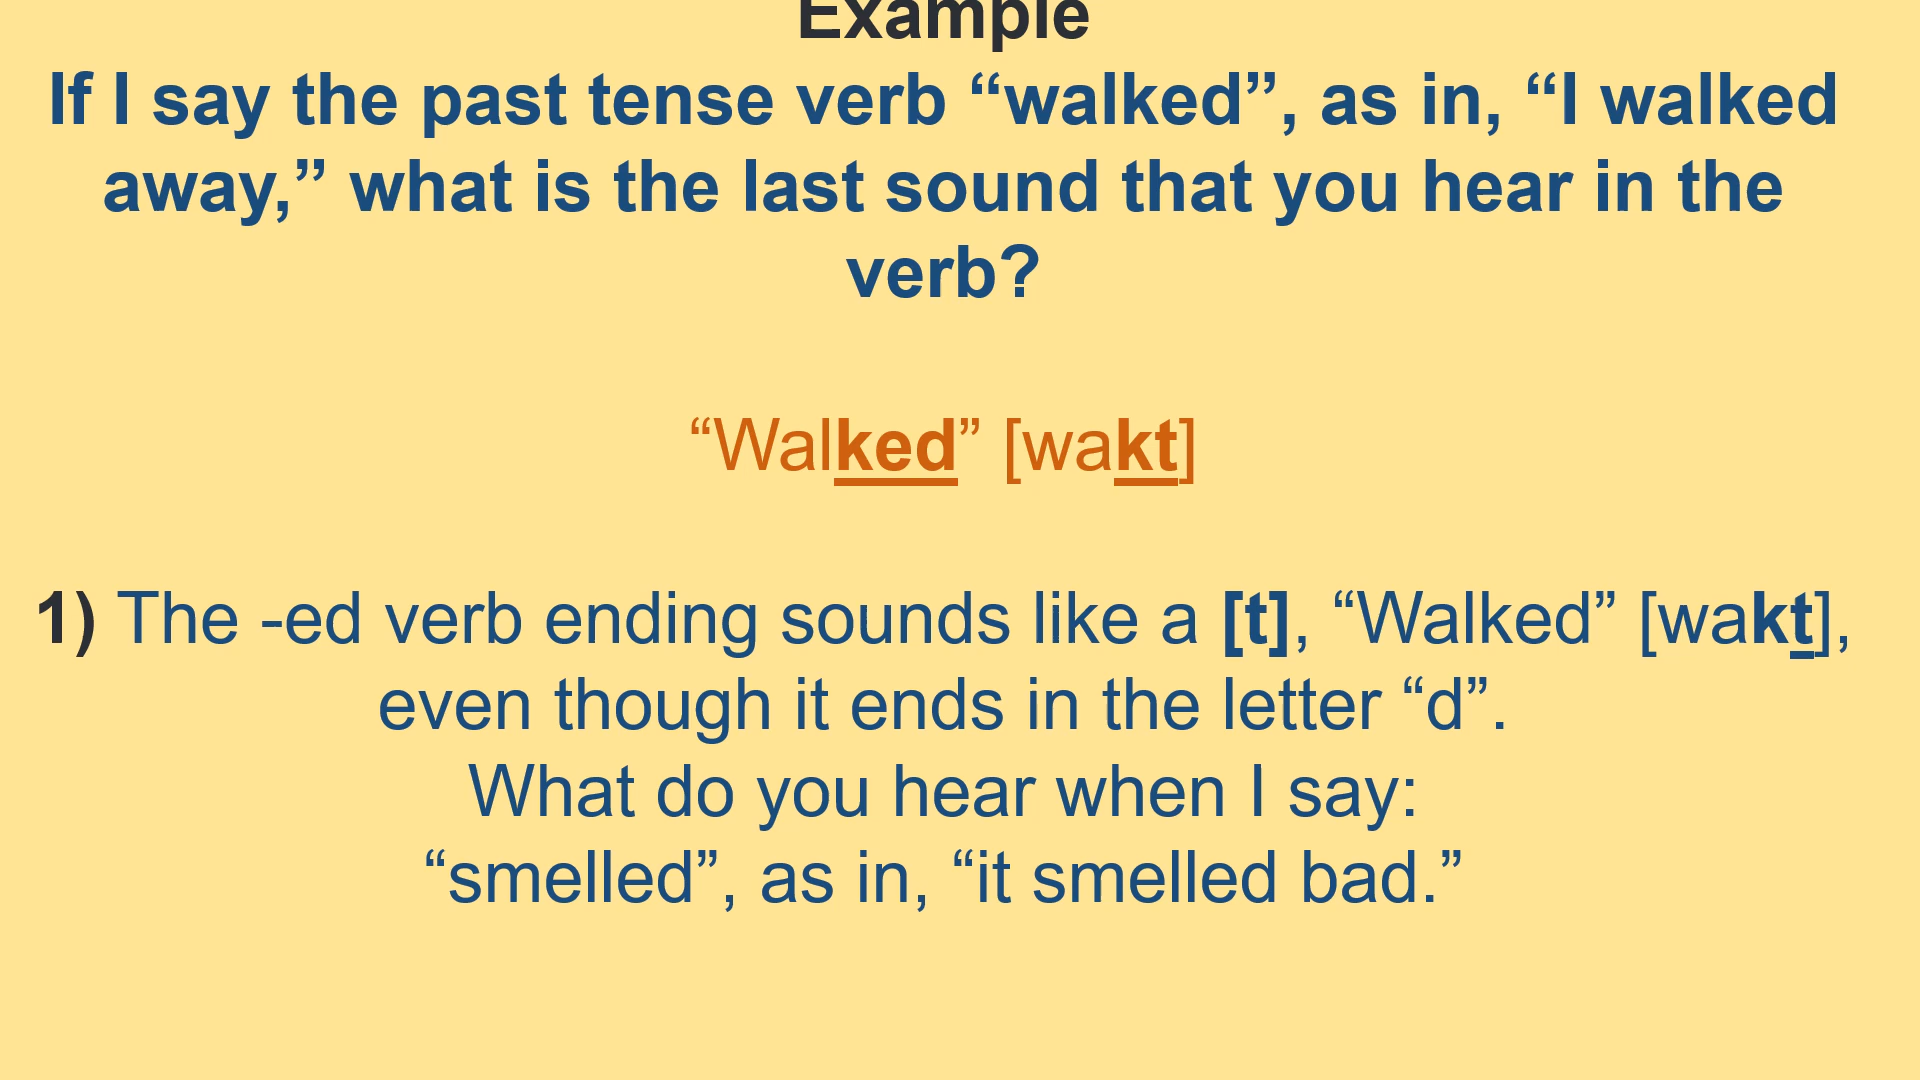 Example
If I say the past tense verb “walked”, as in, “I walked
away,” what is the last sound that you hear in the
verb?
“Walked” [wakt]
1) The -ed verb ending sounds like a [t], “Walked” [wakt],
even though it ends in the letter “d”.
What do you hear when I say:
“smelled”, as in, “it smelled bad.”